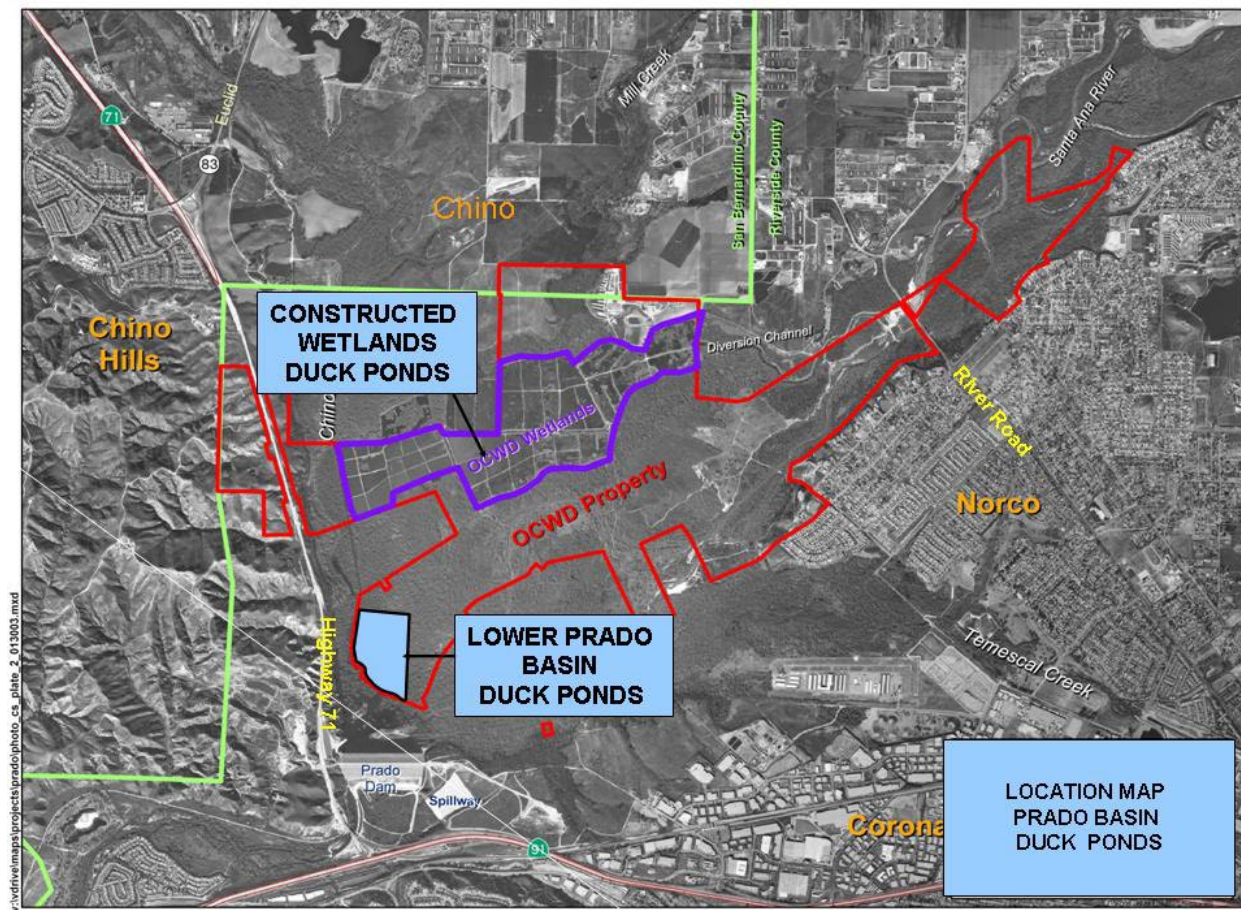 71
Euclid
83
Mill Creek
San Bernardino County
Riverside County
Santa Ana River
Chino
CONSTRUCTED
WETLANDS
DUCK PONDS
Chino
Hills
Chino
Diversion Channel
OCWD Wetlands
River Road
OCWD Property
Norco
LOWER PRADO
BASIN
DUCK PONDS
Highway 71
Temescal Creek
Prado
Dam
Spillway
Corona
91
LOCATION MAP
PRADO BASIN
DUCK PONDS